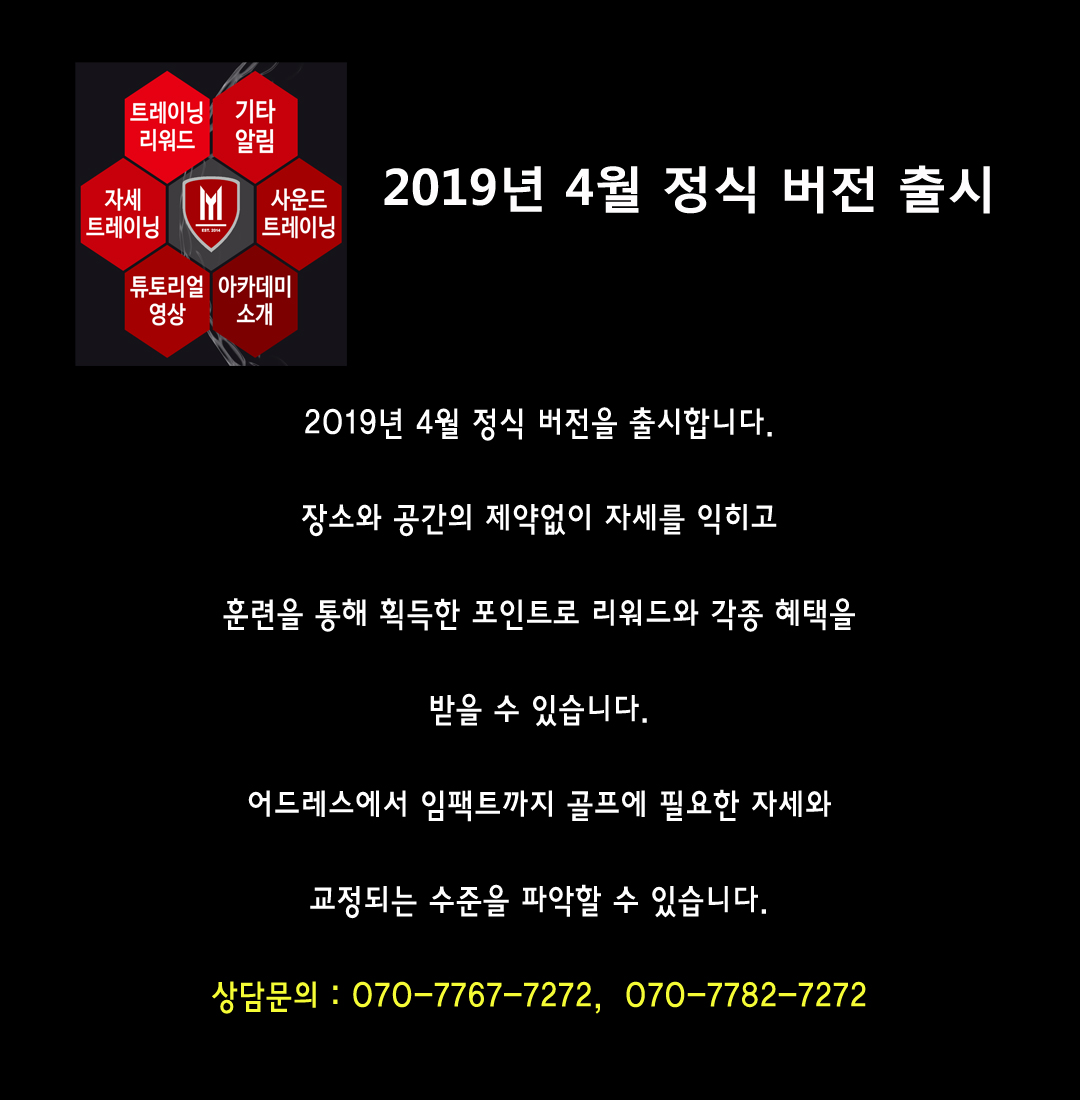 트레이닝
리워드
기타
알림
자세
트레이닝
M
EST. 2014
사운드
트레이닝
튜토리얼
영상
아카데미
소개
2019년 4월 정식 버전 출시
2019년 4월 정식 버전을 출시합니다.
장소와 공간의 제약없이 자세를 익히고
훈련을 통해 획득한 포인트로 리워드와 각종 혜택을
받을 수 있습니다.
어드레스에서 임팩트까지 골프에 필요한 자세와
교정되는 수준을 파악할 수 있습니다.
상담문의 : 070-7767-7272, 070-7782-7272